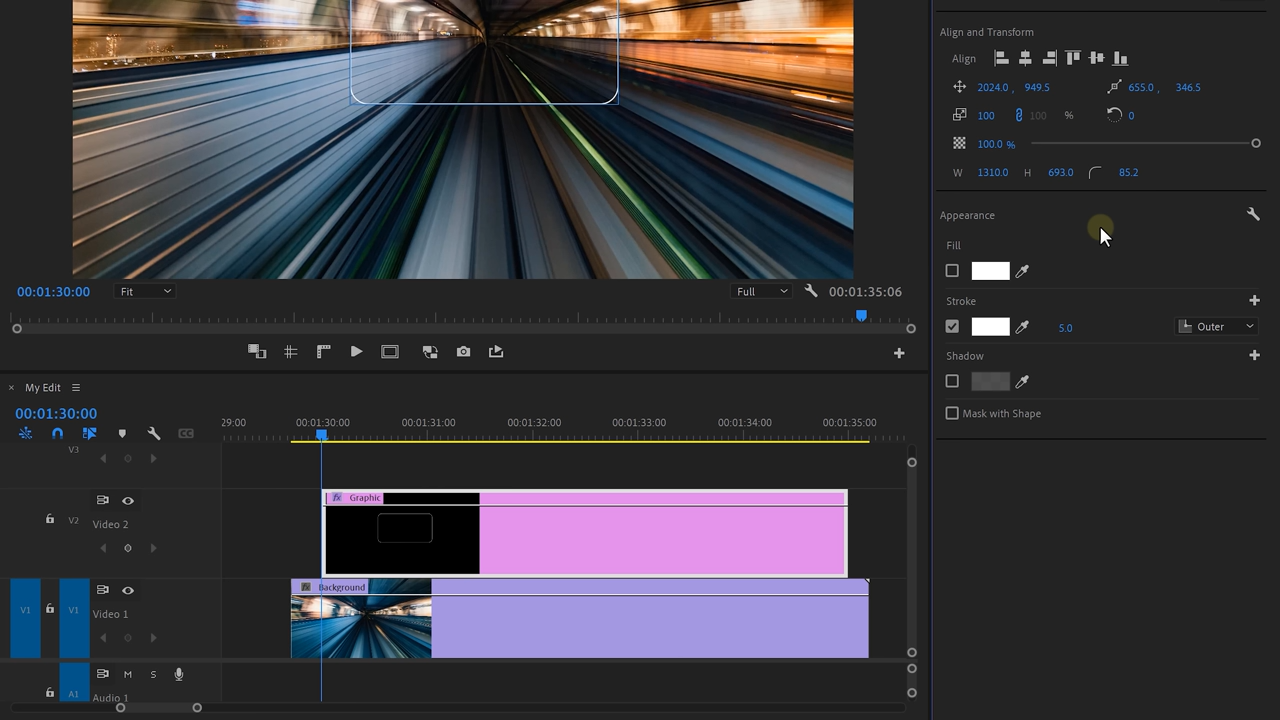 Align and Transform
Align
2024.0 , 949.5 655.0 , 346.5
100 100 % 0
100.0 %
W 1310.0 H 693.0 85.2
Appearance
Fill
Stroke
5.0 Outer
Shadow
Mask with Shape
00:01:30:00 Fit Full 00:01:35:06
× My Edit
00:01:30:00
29:00 00:01:30:00 00:01:31:00 00:01:32:00 00:01:33:00 00:01:34:00 00:01:35:00
CC
V3
fx Graphic
V2 Video 2
fx Background
V1 V1 Video 1
M S
A1 Audio 1